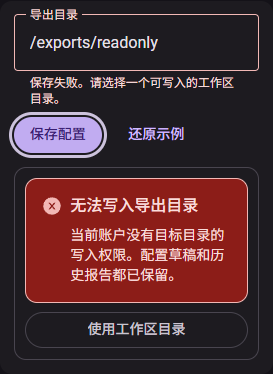 导出目录
/exports/readonly
保存失败。请选择一个可写入的工作区
目录。
保存配置
还原示例
无法写入导出目录
当前账户没有目标目录的
写入权限。配置草稿和历
史报告都已保留。
使用工作区目录